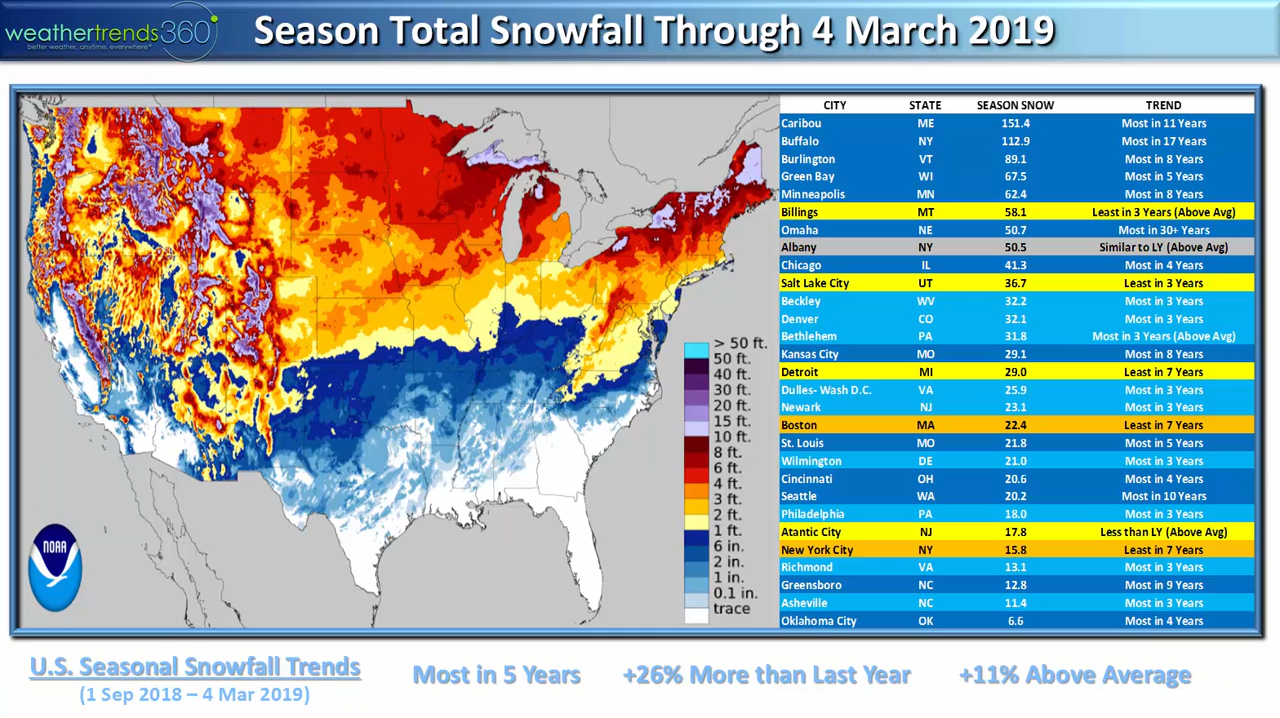 weathertrends360°
better weather, anytime, everywhere®
Season Total Snowfall Through 4 March 2019
> 50 ft.
50 ft.
40 ft.
30 ft.
20 ft.
15 ft.
10 ft.
8 ft.
6 ft.
4 ft.
3 ft.
2 ft.
1 ft.
6 in.
2 in.
1 in.
0.1 in.
trace
NOAA
CITY STATE SEASON SNOW TREND
Caribou ME 151.4 Most in 11 Years
Buffalo NY 112.9 Most in 17 Years
Burlington VT 89.1 Most in 8 Years
Green Bay WI 67.5 Most in 5 Years
Minneapolis MN 62.4 Most in 8 Years
Billings MT 58.1 Least in 3 Years (Above Avg)
Omaha NE 50.7 Most in 30+ Years
Albany NY 50.5 Similar to LY (Above Avg)
Chicago IL 41.3 Most in 4 Years
Salt Lake City UT 36.7 Least in 3 Years
Beckley WV 32.2 Most in 3 Years
Denver CO 32.1 Most in 3 Years
Bethlehem PA 31.8 Most in 3 Years (Above Avg)
Kansas City MO 29.1 Most in 8 Years
Detroit MI 29.0 Least in 7 Years
Dulles- Wash D.C. VA 25.9 Most in 3 Years
Newark NJ 23.1 Most in 3 Years
Boston MA 22.4 Least in 7 Years
St. Louis MO 21.8 Most in 5 Years
Wilmington DE 21.0 Most in 3 Years
Cincinnati OH 20.6 Most in 4 Years
Seattle WA 20.2 Most in 10 Years
Philadelphia PA 18.0 Most in 3 Years
Atantic City NJ 17.8 Less than LY (Above Avg)
New York City NY 15.8 Least in 7 Years
Richmond VA 13.1 Most in 3 Years
Greensboro NC 12.8 Most in 9 Years
Asheville NC 11.4 Most in 3 Years
Oklahoma City OK 6.6 Most in 4 Years
U.S. Seasonal Snowfall Trends
(1 Sep 2018 – 4 Mar 2019)
Most in 5 Years +26% More than Last Year +11% Above Average